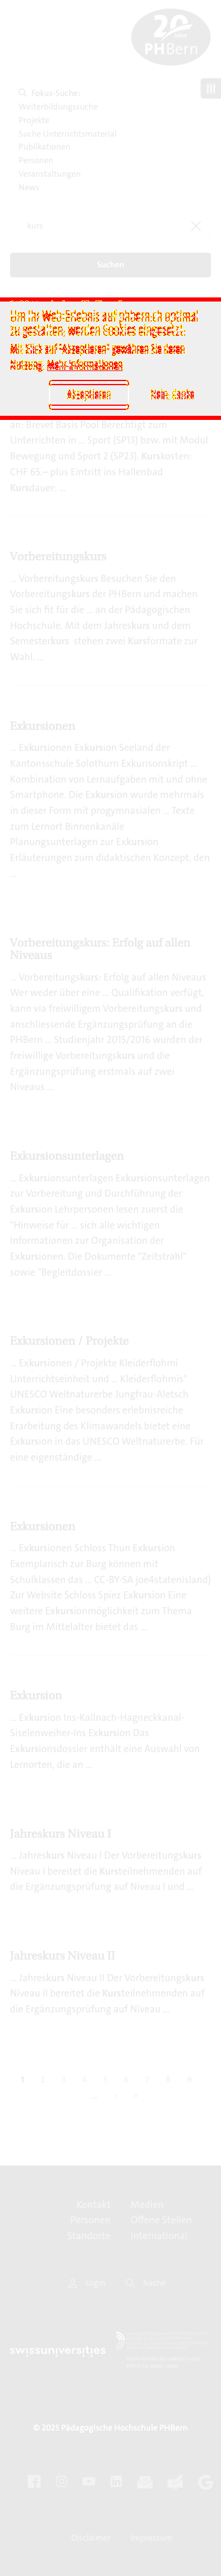 20 Jahre
PHBern
Fokus-Suche:
Weiterbildungssuche
Projekte
Suche Unterrichtsmaterial
Publikationen
Personen
Veranstaltungen
News
kurs
Suchen
Um Ihr Web-Erlebnis auf phbern.ch optimal
zu gestalten, werden Cookies eingesetzt.
Mit Click auf "Akzeptieren" gewähren Sie deren
Nutzung. Mehr Informationen
Akzeptieren Nein, danke
an: Brevet Basis Pool Berechtigt zum
Unterrichten in ... Sport (SP13) bzw. mit Modul
Bewegung und Sport 2 (SP23). Kurskosten:
CHF 65.– plus Eintritt ins Hallenbad
Kursdauer: ...
Vorbereitungskurs
... Vorbereitungskurs Besuchen Sie den
Vorbereitungskurs der PHBern und machen
Sie sich fit für die ... an der Pädagogischen
Hochschule. Mit dem Jahreskurs und dem
Semesterkurs stehen zwei Kursformate zur
Wahl. ...
Exkursionen
... Exkursionen Exkursion Seeland der
Kantonsschule Solothurn Exkurisonskript ...
Kombination von Lernaufgaben mit und ohne
Smartphone. Die Exkursion wurde mehrmals
in dieser Form mit progymnasialen ... Texte
zum Lernort Binnenkanäle
Planungsunterlagen zur Exkursion
Erläuterungen zum didaktischen Konzept, den
...
Vorbereitungskurs: Erfolg auf allen
Niveaus
... Vorbereitungskurs: Erfolg auf allen Niveaus
Wer weder über eine ... Qualifikation verfügt,
kann via freiwilligem Vorbereitungskurs und
anschliessende Ergänzungsprüfung an die
PHBern ... Studienjahr 2015/2016 wurden der
freiwillige Vorbereitungskurs und die
Ergänzungsprüfung erstmals auf zwei
Niveaus ...
Exkursionsunterlagen
... Exkursionsunterlagen Exkursionsunterlagen
zur Vorbereitung und Durchführung der
Exkursion Lehrpersonen lesen zuerst die
"Hinweise für ... sich alle wichtigen
Informationen zur Organisation der
Exkursionen. Die Dokumente "Zeitstrahl"
sowie "Begleitdossier ...
Exkursionen / Projekte
... Exkursionen / Projekte Kleiderflohmi
Unterrichtseinheit und ... Kleiderflohmis"
UNESCO Weltnaturerbe Jungfrau-Aletsch
Exkursion Eine besonders erlebnisreiche
Erarbeitung des Klimawandels bietet eine
Exkursion in das UNESCO Weltnaturerbe. Für
eine eigenständige ...
Exkursionen
... Exkursionen Schloss Thun Exkursion
Exomplarisch zur Burg können mit
Schulklassen das ... CC-BY-SA joe4statenisland)
Zur Website Schloss Spiez Exkursion Eine
weitere Exkursionmöglichkeit zum Thema
Burg im Mittelalter bietet das ...
Exkursion
... Exkursion Ins-Kallnach-Hagneckkanal-
Siselenweiher-Ins Exkursion Das
Exkursionsdossier enthält eine Auswahl von
Lernorten, die an ...
Jahreskurs Niveau I
... Jahreskurs Niveau I Der Vorbereitungskurs
Niveau I bereitet die Kursteilnehmenden auf
die Ergänzungsprüfung auf Niveau I und ...
Jahreskurs Niveau II
... Jahreskurs Niveau II Der Vorbereitungskurs
Niveau II bereitet die Kursteilnehmenden auf
die Ergänzungsprüfung auf Niveau ...
1 2 3 4 5 6 7 8 9
... › »
Kontakt Medien
Personen Offene Stellen
Standorte International
Login Suche
swissuniversities
© 2025 Pädagogische Hochschule PHBern
Disclaimer Impressum